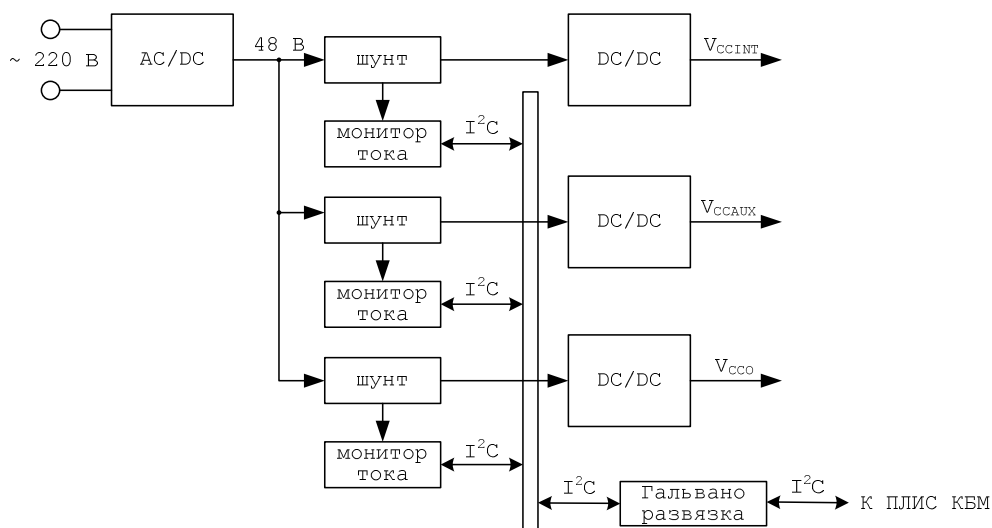 ~ 220 В
AC/DC
48 В
шунт
DC/DC
VCCINT
монитор
тока
I²C
шунт
DC/DC
VCCAUX
монитор
тока
I²C
шунт
DC/DC
VCCO
монитор
тока
I²C
I²C
Гальвано
развязка
I²C
К ПЛИС КБМ